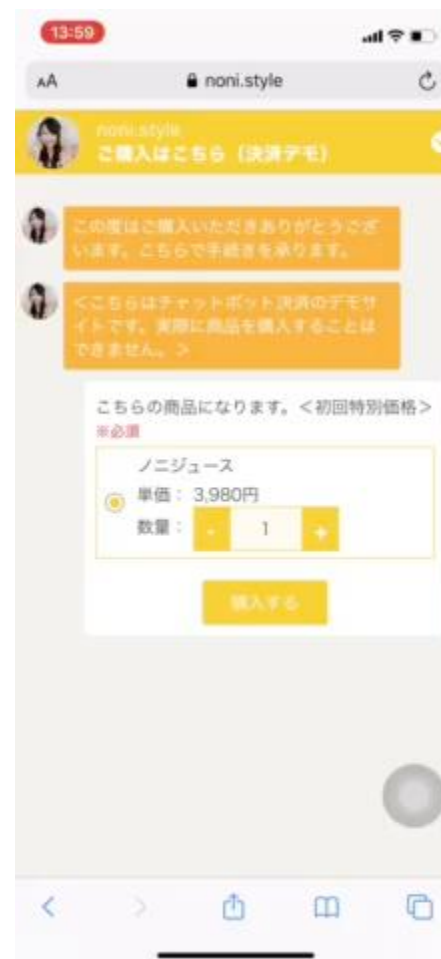 13:59
AA
noni.style
noni.style
ご購入はこちら（決済デモ）
この度はご購入いただきありがとうござ
います。こちらで手続きを承ります。
＜こちらはチャットボット決済のデモサ
イトです。実際に商品を購入することは
できません。＞
こちらの商品になります。＜初回特別価格＞
※必須
ノニジュース
単価： 3,980円
数量： - 1 +
購入する